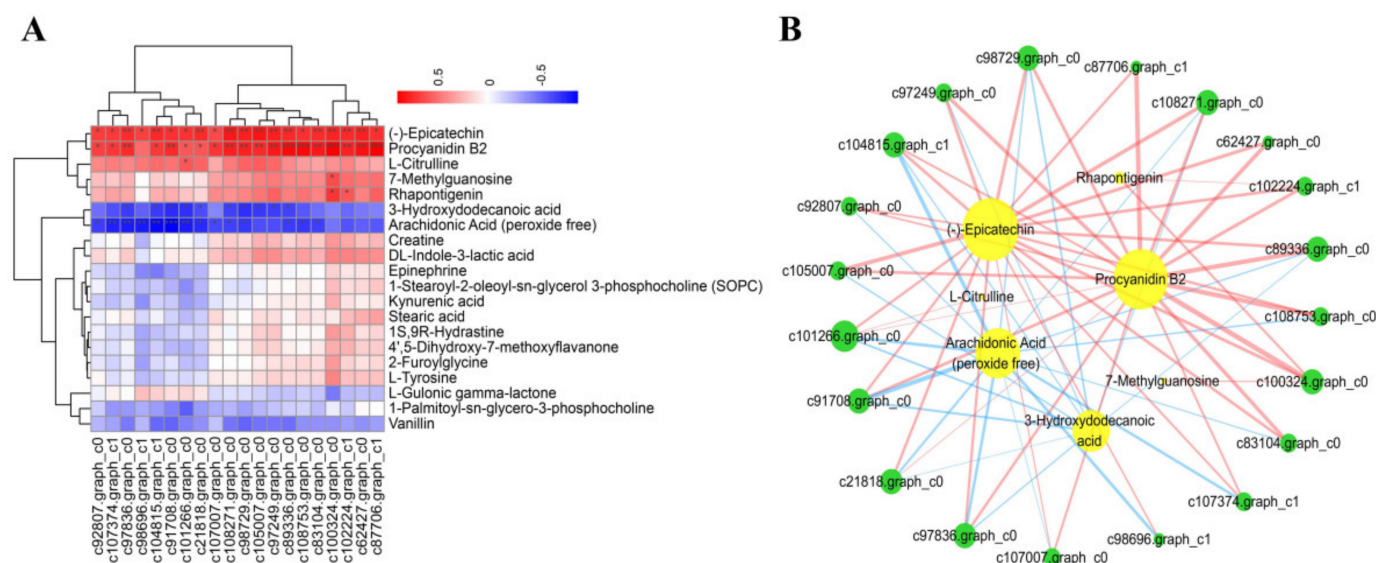 A
0.5
0
-0.5
(-)-Epicatechin
Procyanidin B2
L-Citrulline
7-Methylguanosine
Rhapontigenin
3-Hydroxydodecanoic acid
Arachidonic Acid (peroxide free)
Creatine
DL-Indole-3-lactic acid
Epinephrine
1-Stearoyl-2-oleoyl-sn-glycerol 3-phosphocholine (SOPC)
Kynurenic acid
Stearic acid
1S,9R-Hydrastine
4',5-Dihydroxy-7-methoxyflavanone
2-Furoylglycine
L-Tyrosine
L-Gulonic gamma-lactone
1-Palmitoyl-sn-glycero-3-phosphocholine
Vanillin
c92807.graph_c0
c107374.graph_c1
c97836.graph_c0
c98696.graph_c1
c104815.graph_c1
c91708.graph_c0
c101266.graph_c0
c21818.graph_c0
c107007.graph_c0
c108271.graph_c0
c98729.graph_c0
c105007.graph_c0
c97249.graph_c0
c89336.graph_c0
c108753.graph_c0
c83104.graph_c0
c100324.graph_c0
c102224.graph_c1
c62427.graph_c0
c87706.graph_c1
B
c98729.graph_c0
c87706.graph_c1
c97249.graph_c0
c108271.graph_c0
c104815.graph_c1
c62427.graph_c0
Rhapontigenin
c102224.graph_c1
c92807.graph_c0
(-)-Epicatechin
c89336.graph_c0
c105007.graph_c0
Procyanidin B2
L-Citrulline
c108753.graph_c0
c101266.graph_c0
Arachidonic Acid
(peroxide free)
7-Methylguanosine
c100324.graph_c0
c91708.graph_c0
3-Hydroxydodecanoic
acid
c83104.graph_c0
c21818.graph_c0
c107374.graph_c1
c97836.graph_c0
c98696.graph_c1
c107007.graph_c0